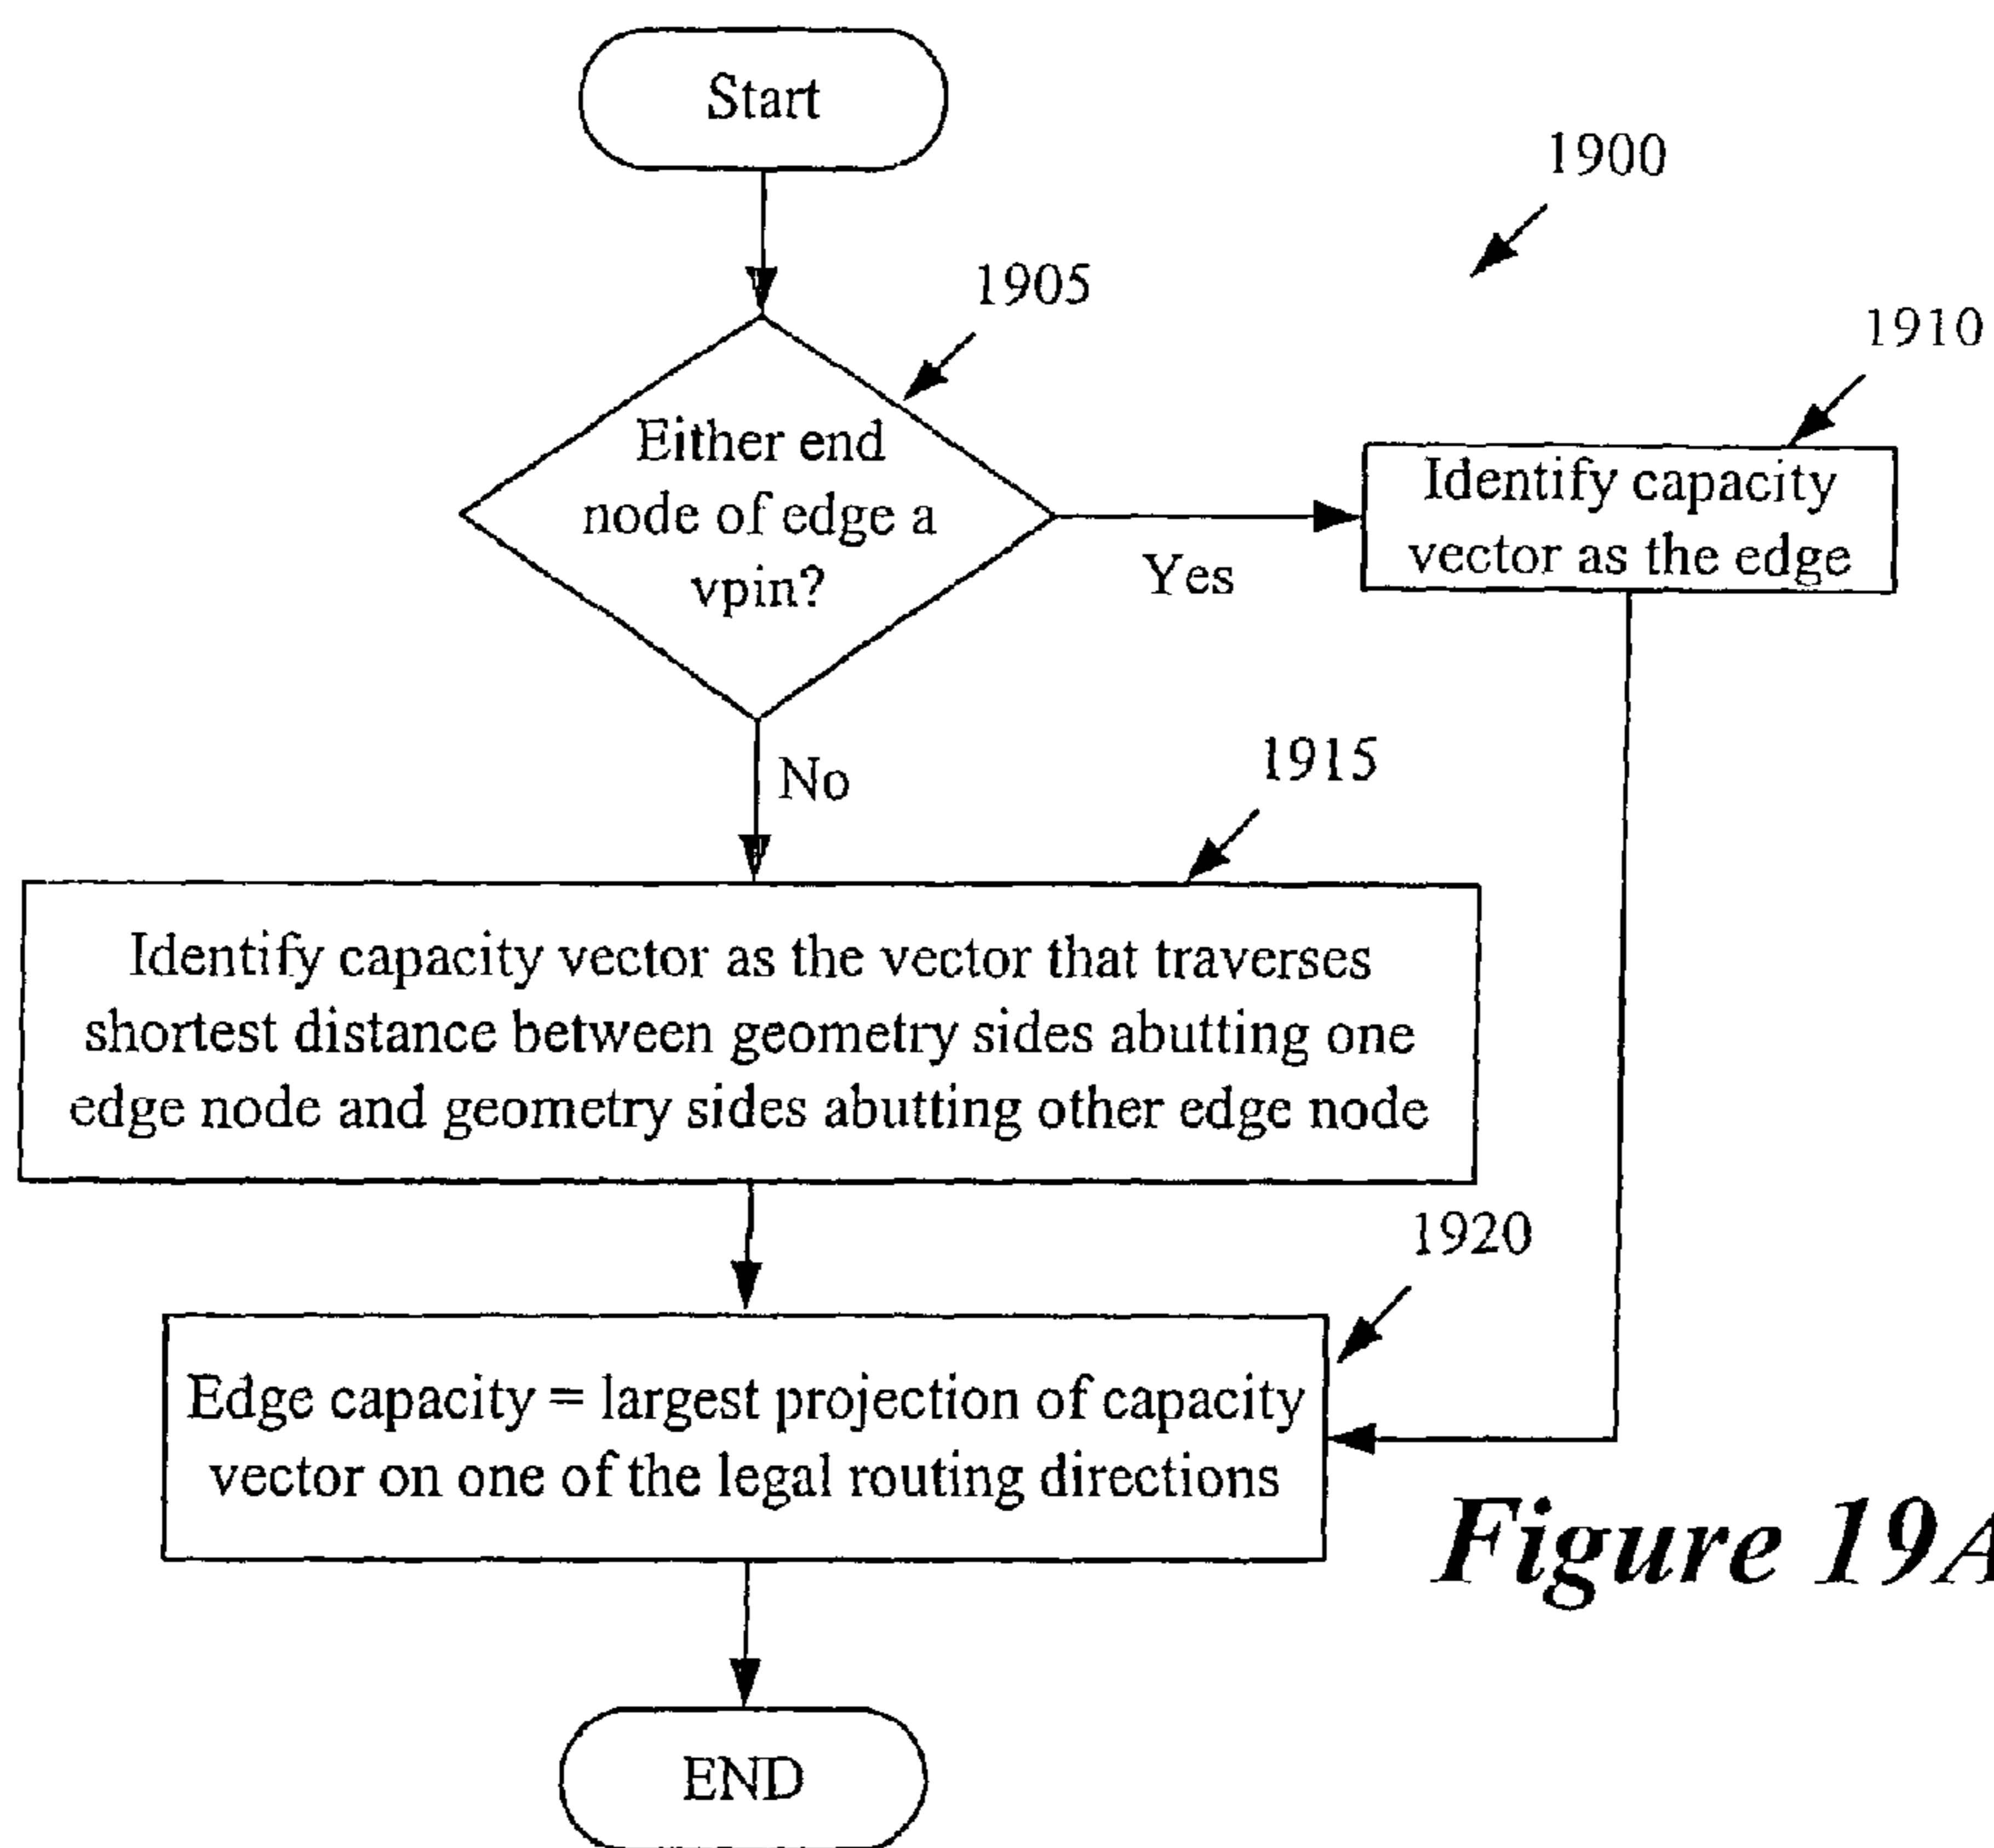 Start
1900
1905
1910
Either end
node of edge a
vpin?
Yes
Identify capacity
vector as the edge
No
1915
Identify capacity vector as the vector that traverses
shortest distance between geometry sides abutting one
edge node and geometry sides abutting other edge node
1920
Edge capacity = largest projection of capacity
vector on one of the legal routing directions
Figure 19A
END